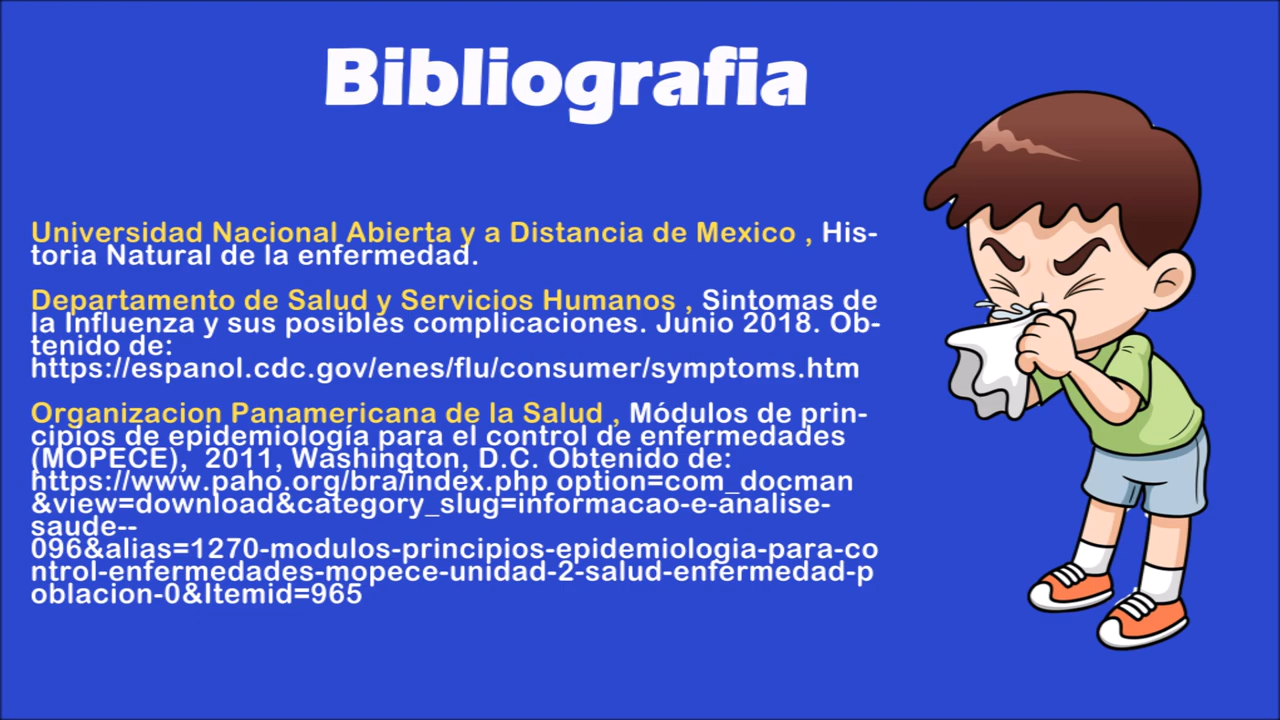 Bibliografia
Universidad Nacional Abierta y a Distancia de Mexico , His-
toria Natural de la enfermedad.
Departamento de Salud y Servicios Humanos , Sintomas de
la Influenza y sus posibles complicaciones. Junio 2018. Ob-
tenido de:
https://espanol.cdc.gov/enes/flu/consumer/symptoms.htm
Organizacion Panamericana de la Salud , Módulos de prin-
cipios de epidemiología para el control de enfermedades
(MOPECE),  2011, Washington, D.C. Obtenido de:
https://www.paho.org/bra/index.php option=com_docman
&view=download&category_slug=informacao-e-analise-
saude--
096&alias=1270-modulos-principios-epidemiologia-para-co
ntrol-enfermedades-mopece-unidad-2-salud-enfermedad-p
oblacion-0&Itemid=965